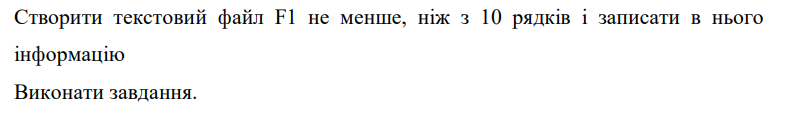 Створити текстовий файл F1 не менше, ніж з 10 рядків і записати в нього
інформацію
Виконати завдання.